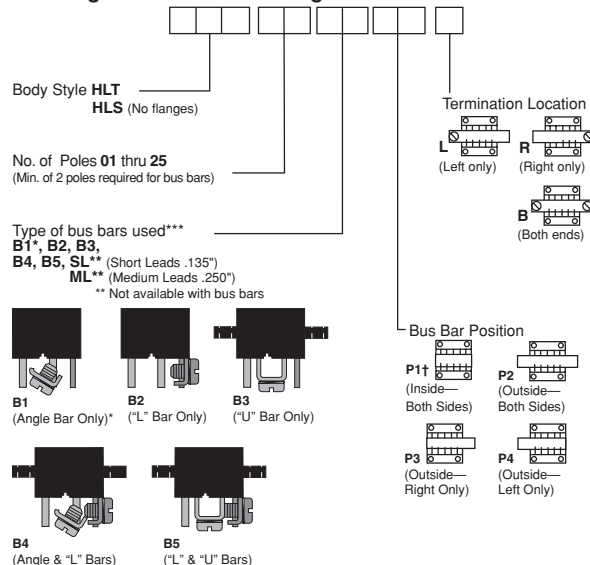 Body Style HLT
HLS (No flanges)
No. of Poles 01 thru 25
(Min. of 2 poles required for bus bars)
Type of bus bars used***
B1*, B2, B3,
B4, B5, SL** (Short Leads .135")
ML** (Medium Leads .250")
** Not available with bus bars
B1
(Angle Bar Only)*
B2
("L" Bar Only)
B3
("U" Bar Only)
B4
(Angle & "L" Bars)
B5
("L" & "U" Bars)
Termination Location
L
(Left only)
R
(Right only)
B
(Both ends)
Bus Bar Position
P1†
(Inside—
Both Sides)
P2
(Outside—
Both Sides)
P3
(Outside—
Right Only)
P4
(Outside—
Left Only)